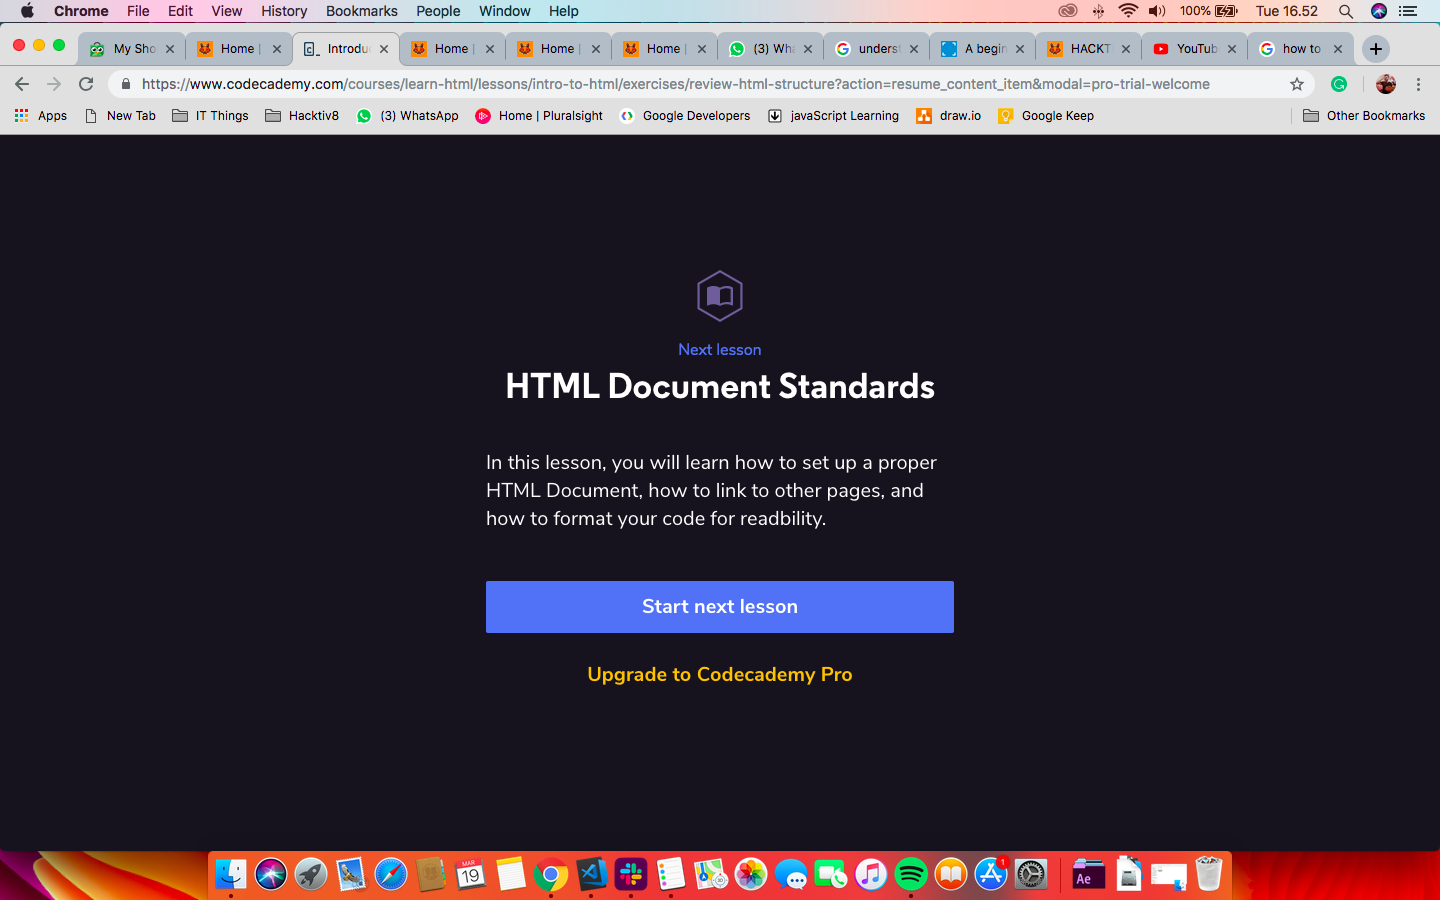 Chrome File Edit View History Bookmarks People Window Help 100% Tue 16.52
My Sho Home Introdu Home Home Home (3) Wha underst A begin HACKT YouTub how to
https://www.codecademy.com/courses/learn-html/lessons/intro-to-html/exercises/review-html-structure?action=resume_content_item&modal=pro-trial-welcome
Apps New Tab IT Things Hacktiv8 (3) WhatsApp Home | Pluralsight Google Developers javaScript Learning draw.io Google Keep Other Bookmarks
Next lesson
HTML Document Standards
In this lesson, you will learn how to set up a proper
HTML Document, how to link to other pages, and
how to format your code for readbility.
Start next lesson
Upgrade to Codecademy Pro
MAR
19
1
Ae